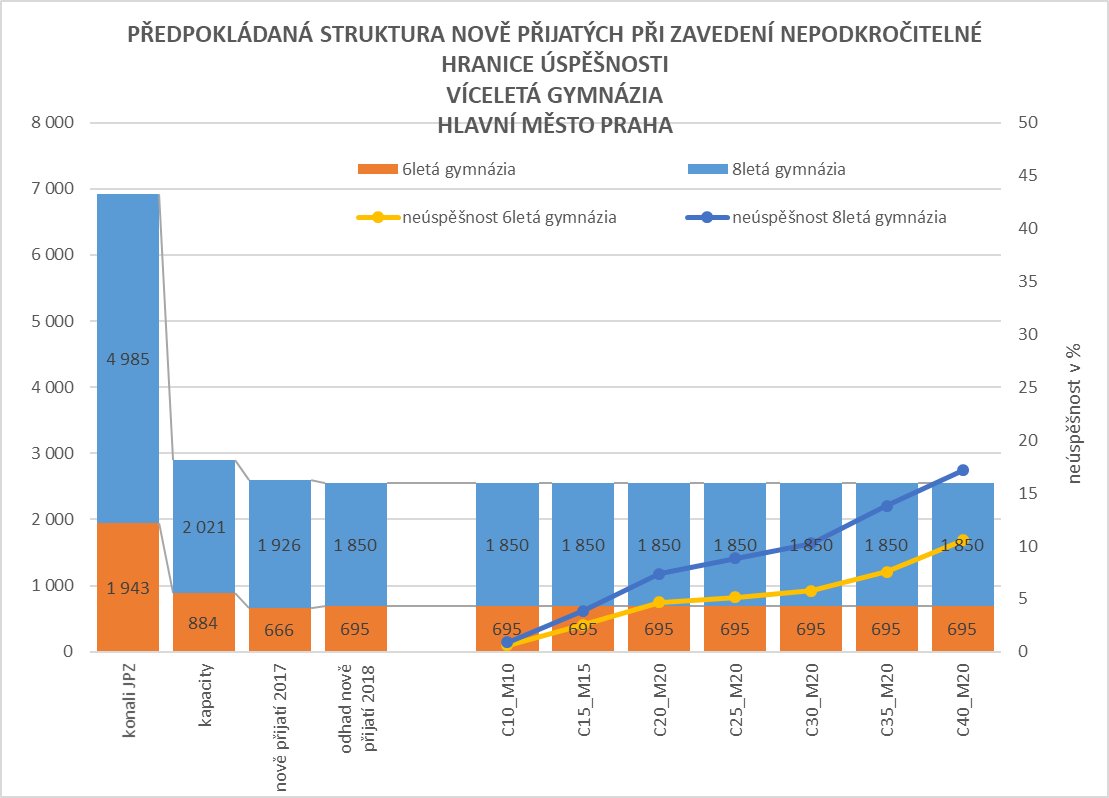 PŘEDPOKLÁDANÁ STRUKTURA NOVĚ PŘIJATÝCH PŘI ZAVEDENÍ NEPODKROČITELNÉ
HRANICE ÚSPĚŠNOSTI
VÍCELETÁ GYMNÁZIA
HLAVNÍ MĚSTO PRAHA
6letá gymnázia
8letá gymnázia
neúspěšnost 6letá gymnázia
neúspěšnost 8letá gymnázia
8 000
7 000
6 000
5 000
4 000
3 000
2 000
1 000
0
50
45
40
35
30
25
20
15
10
5
0
neúspěšnost v %
4 985
2 021
1 926
1 850
1 850
1 850
1 850
1 850
1 850
1 850
1 850
1 943
884
666
695
695
695
695
695
695
695
695
konali JPZ
kapacity
nově přijatí 2017
odhad nově
přijatí 2018
C10_M10
C15_M15
C20_M20
C25_M20
C30_M20
C35_M20
C40_M20